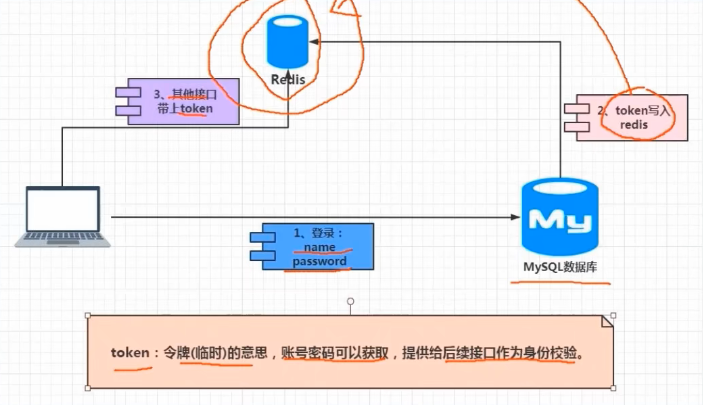 Redis
3、其他接口
带上token
2、token写入
redis
1、登录：
name
password
My
MySQL数据库
token：令牌(临时)的意思，账号密码可以获取，提供给后续接口作为身份校验。